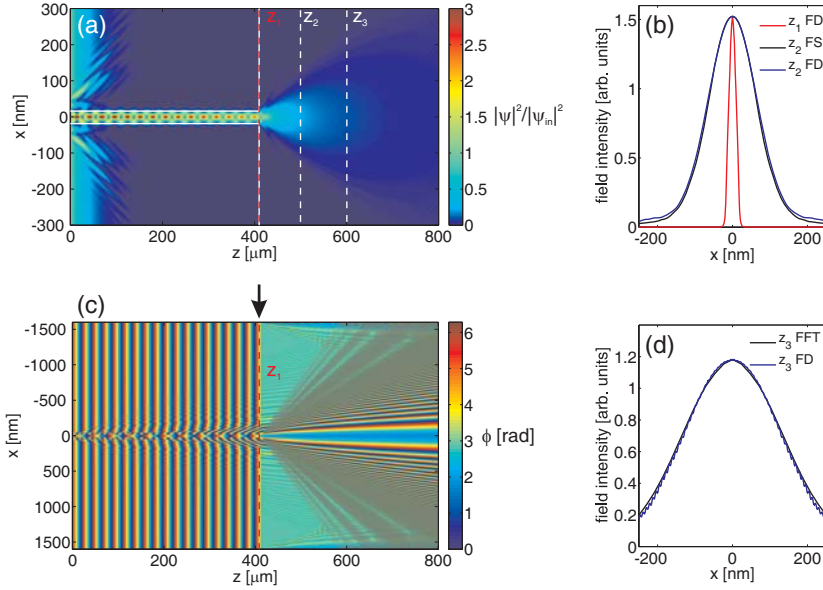 (a)
z1
z2
z3
300
200
100
0
-100
-200
-300
x [nm]
0
200
400
600
800
z [µm]
3
2.5
2
1.5
1
0.5
0
|ψ|²/|ψin|²
(b)
z1 FD
z2 FS
z2 FD
1.5
1
0.5
0
field intensity [arb. units]
-200
0
200
x [nm]
(c)
z1
-1500
-1000
-500
0
500
1000
1500
x [nm]
0
200
400
600
800
z [µm]
6
5
4
3
2
1
0
ϕ [rad]
(d)
z3 FFT
z3 FD
1.2
1
0.8
0.6
0.4
0.2
0
field intensity [arb. units]
-200
0
200
x [nm]